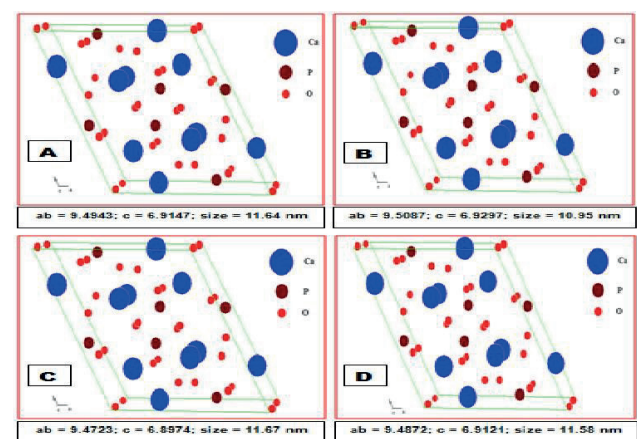 Ca
P
O
A
ab = 9.4943; c = 6.9147; size = 11.64 nm
Ca
P
O
B
ab = 9.5087; c = 6.9297; size = 10.95 nm
Ca
P
O
C
ab = 9.4723; c = 6.8974; size = 11.67 nm
Ca
P
O
D
ab = 9.4872; c = 6.9121; size = 11.58 nm